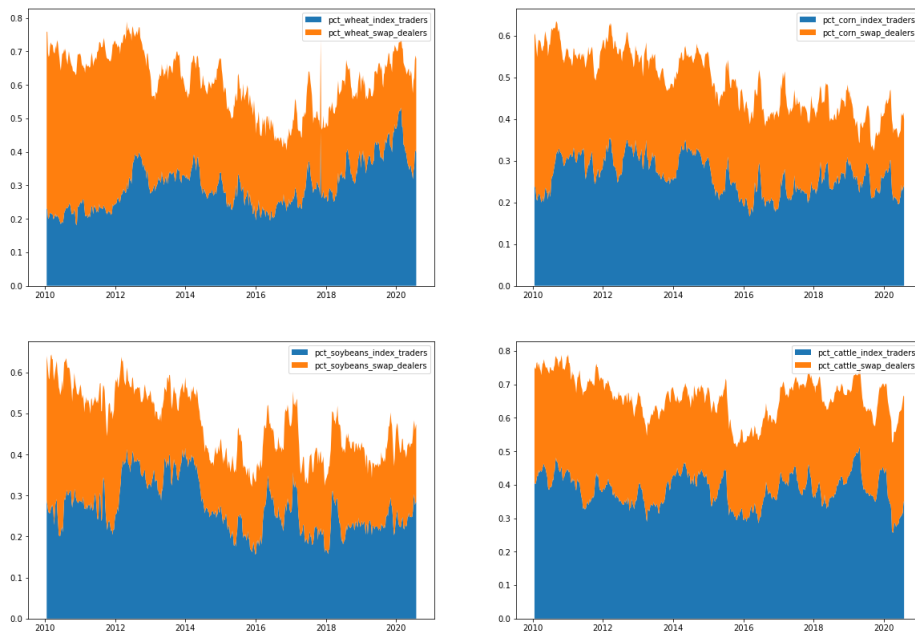 0.8
0.7
0.6
0.5
0.4
0.3
0.2
0.1
0.0
2010 2012 2014 2016 2018 2020
pct_wheat_index_traders
pct_wheat_swap_dealers
0.6
0.5
0.4
0.3
0.2
0.1
0.0
2010 2012 2014 2016 2018 2020
pct_corn_index_traders
pct_corn_swap_dealers
0.6
0.5
0.4
0.3
0.2
0.1
0.0
2010 2012 2014 2016 2018 2020
pct_soybeans_index_traders
pct_soybeans_swap_dealers
0.8
0.7
0.6
0.5
0.4
0.3
0.2
0.1
0.0
2010 2012 2014 2016 2018 2020
pct_cattle_index_traders
pct_cattle_swap_dealers